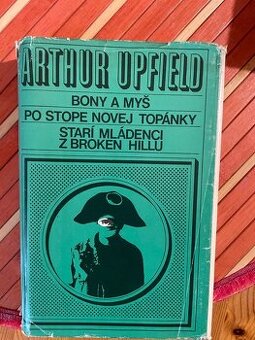 ARTHUR UPFIELD
BONY A MYŠ
PO STOPE NOVEJ TOPÁNKY
STARÍ MLÁDENCI
Z BROKEN HILLU